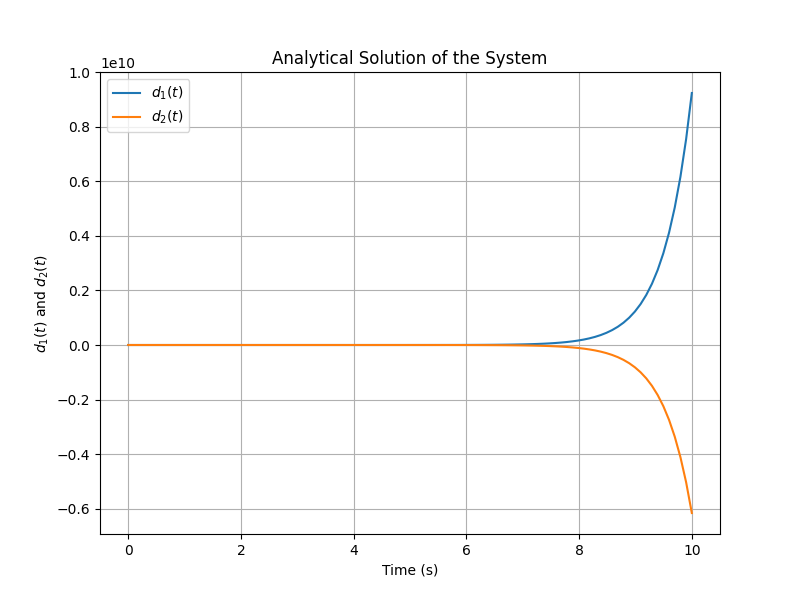 Analytical Solution of the System
1e10
d₁(t)
d₂(t)
1.0
0.8
0.6
0.4
0.2
0.0
−0.2
−0.4
−0.6
d₁(t) and d₂(t)
0 2 4 6 8 10
Time (s)